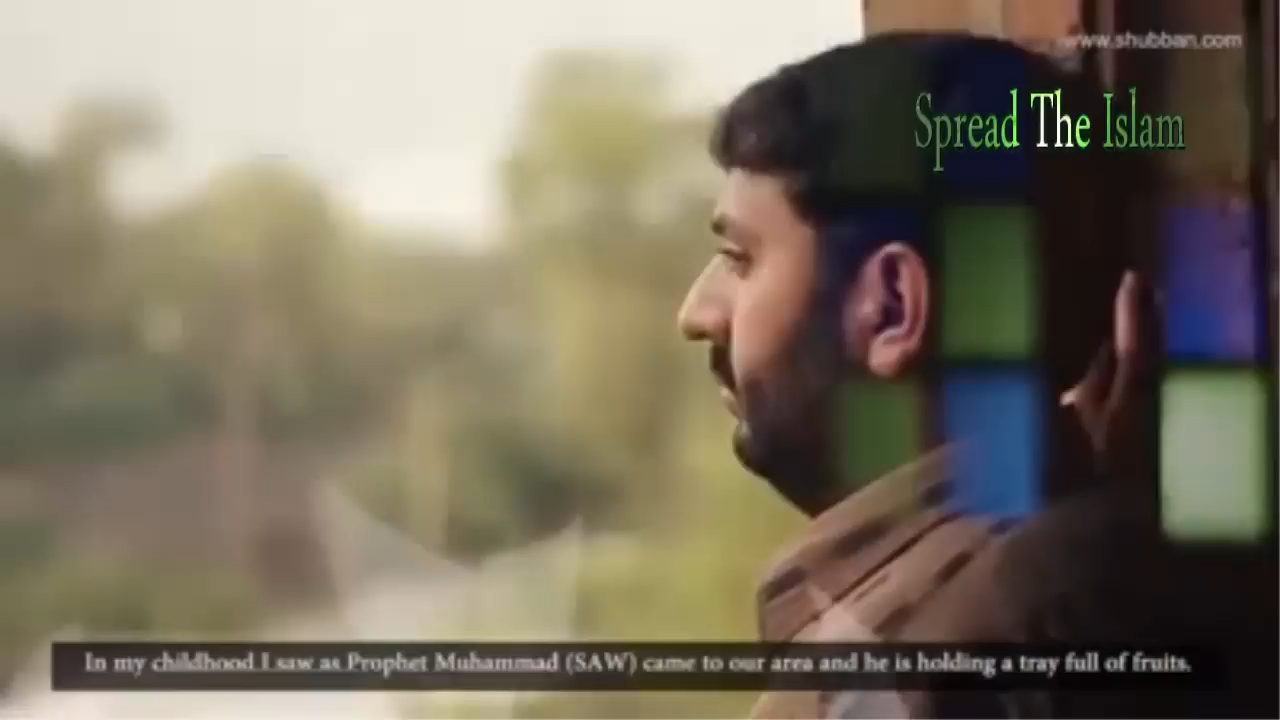 www.shubban.com
Spread The Islam
In my childhood I saw as Prophet Muhammad (SAW) came to our area and he is holding a tray full of fruits.